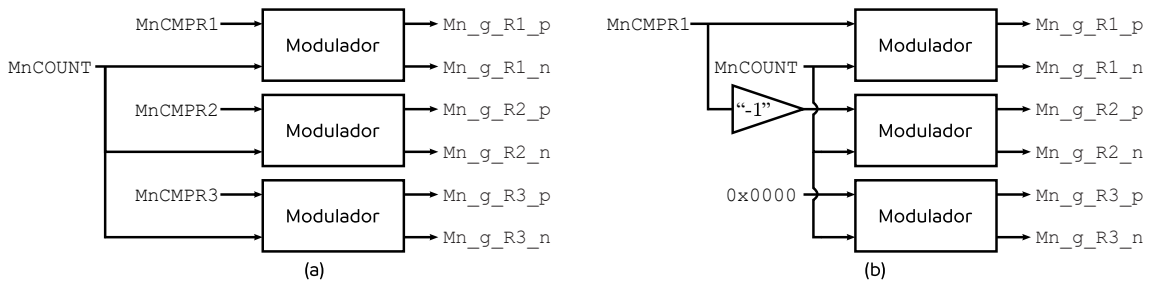 MnCMPR1
Modulador
Mn_g_R1_p
MnCOUNT
Mn_g_R1_n
MnCMPR2
Modulador
Mn_g_R2_p
Mn_g_R2_n
MnCMPR3
Modulador
Mn_g_R3_p
Mn_g_R3_n
(a)
MnCMPR1
Modulador
Mn_g_R1_p
MnCOUNT
Mn_g_R1_n
“-1”
Modulador
Mn_g_R2_p
Mn_g_R2_n
0x0000
Modulador
Mn_g_R3_p
Mn_g_R3_n
(b)